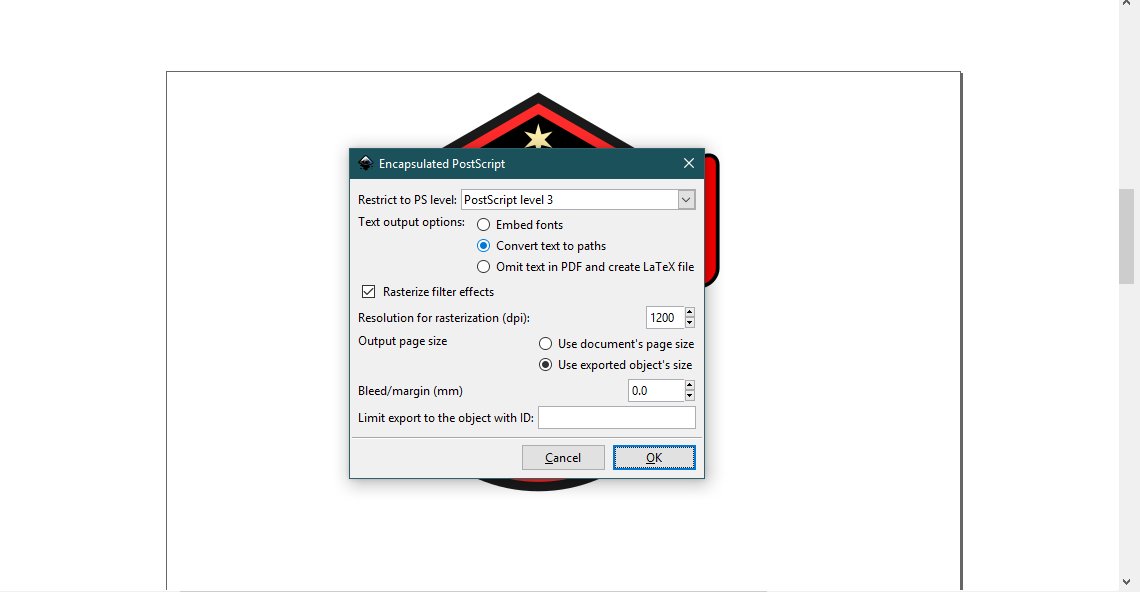 Encapsulated PostScript
Restrict to PS level: PostScript level 3
Text output options: Embed fonts
Convert text to paths
Omit text in PDF and create LaTeX file
Rasterize filter effects
Resolution for rasterization (dpi): 1200
Output page size
Use document's page size
Use exported object's size
Bleed/margin (mm) 0.0
Limit export to the object with ID:
Cancel OK